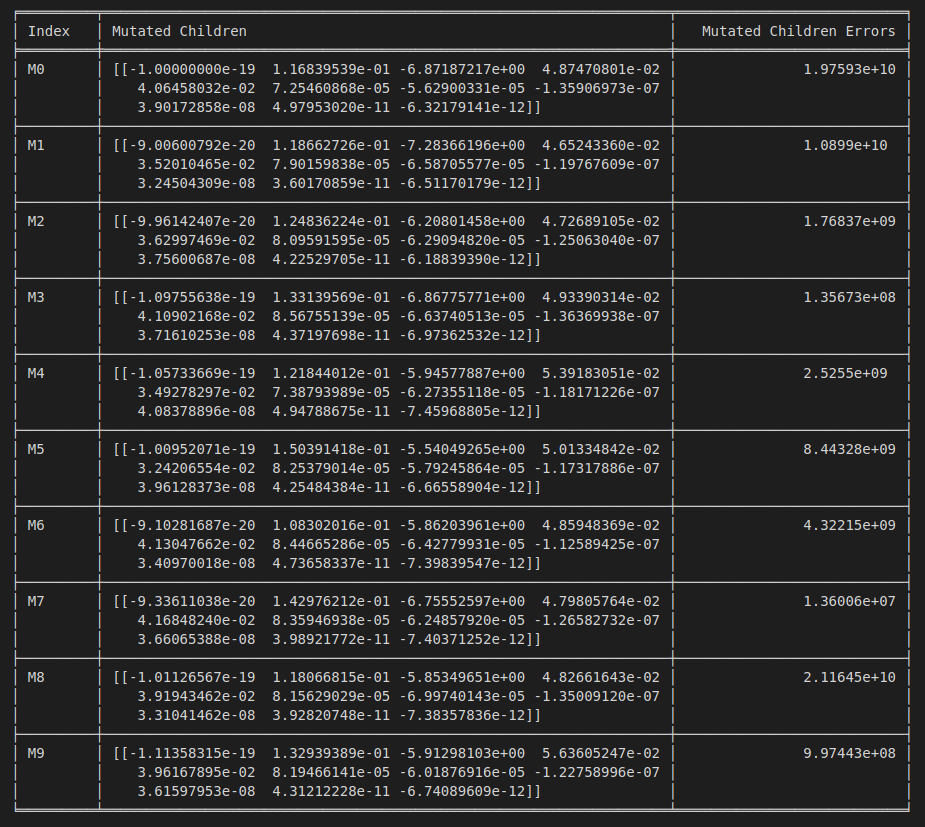 Index Mutated Children Mutated Children Errors
M0 [[-1.00000000e-19 1.16839539e-01 -6.87187217e+00 4.87470801e-02 1.97593e+10
4.06458032e-02 7.25460868e-05 -5.62900331e-05 -1.35906973e-07
3.90172858e-08 4.97953020e-11 -6.32179141e-12]]
M1 [[-9.00600792e-20 1.18662726e-01 -7.28366196e+00 4.65243360e-02 1.0899e+10
3.52010465e-02 7.90159838e-05 -6.58705577e-05 -1.19767609e-07
3.24504309e-08 3.60170859e-11 -6.51170179e-12]]
M2 [[-9.96142407e-20 1.24836224e-01 -6.20801458e+00 4.72689105e-02 1.76837e+09
3.62997469e-02 8.09591595e-05 -6.29094820e-05 -1.25063040e-07
3.75600687e-08 4.22529705e-11 -6.18839390e-12]]
M3 [[-1.09755638e-19 1.33139569e-01 -6.86775771e+00 4.93390314e-02 1.35673e+08
4.10902168e-02 8.56755139e-05 -6.63740513e-05 -1.36369938e-07
3.71610253e-08 4.37197698e-11 -6.97362532e-12]]
M4 [[-1.05733669e-19 1.21844012e-01 -5.94577887e+00 5.39183051e-02 2.5255e+09
3.49278297e-02 7.38793989e-05 -6.27355118e-05 -1.18171226e-07
4.08378896e-08 4.94788675e-11 -7.45968805e-12]]
M5 [[-1.00952071e-19 1.50391418e-01 -5.54049265e+00 5.01334842e-02 8.44328e+09
3.24206554e-02 8.25379014e-05 -5.79245864e-05 -1.17317886e-07
3.96128373e-08 4.25484384e-11 -6.66558904e-12]]
M6 [[-9.10281687e-20 1.08302016e-01 -5.86203961e+00 4.85948369e-02 4.32215e+09
4.13047662e-02 8.44665286e-05 -6.42779931e-05 -1.12589425e-07
3.40970018e-08 4.73658337e-11 -7.39839547e-12]]
M7 [[-9.33611038e-20 1.42976212e-01 -6.75552597e+00 4.79805764e-02 1.36006e+07
4.16848240e-02 8.35946938e-05 -6.24857920e-05 -1.26582732e-07
3.66065388e-08 3.98921772e-11 -7.40371252e-12]]
M8 [[-1.01126567e-19 1.18066815e-01 -5.85349651e+00 4.82661643e-02 2.11645e+10
3.91943462e-02 8.15629029e-05 -6.99740143e-05 -1.35009120e-07
3.31041462e-08 3.92820748e-11 -7.38357836e-12]]
M9 [[-1.11358315e-19 1.32939389e-01 -5.91298103e+00 5.63605247e-02 9.97443e+08
3.96167895e-02 8.19466141e-05 -6.01876916e-05 -1.22758996e-07
3.61597953e-08 4.31212228e-11 -6.74089609e-12]]